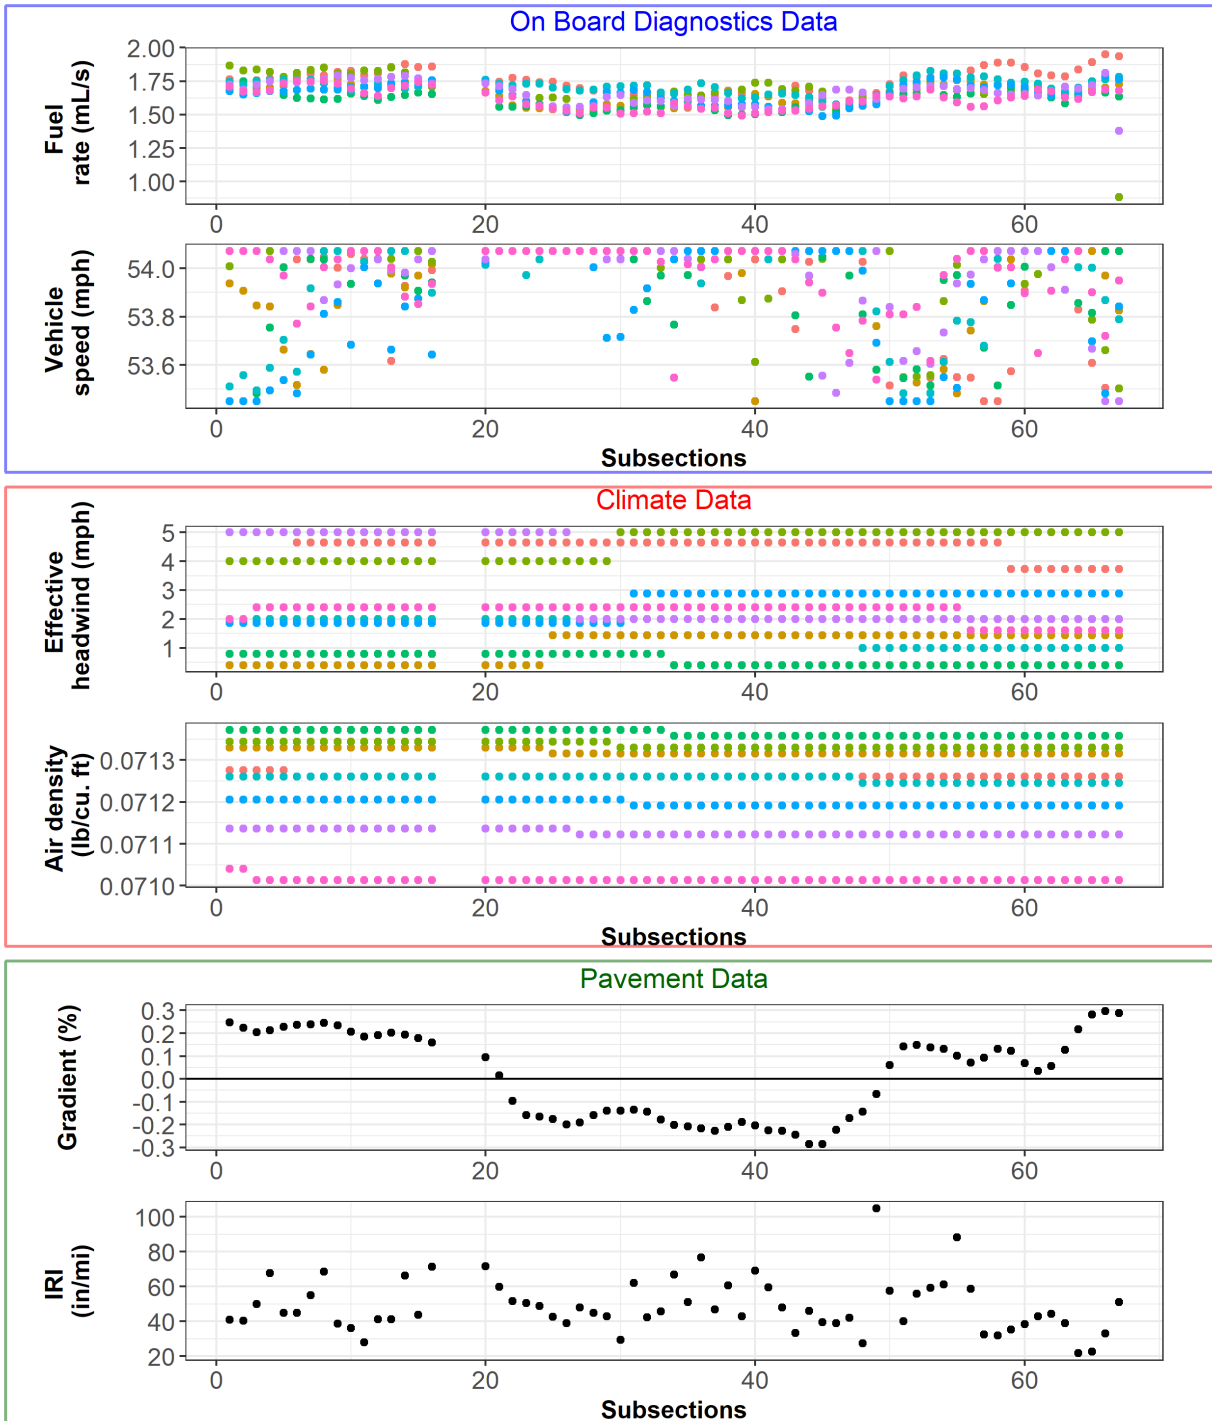 On Board Diagnostics Data
Fuel
rate (mL/s)
2.00
1.75
1.50
1.25
1.00
0 20 40 60
Vehicle
speed (mph)
54.0
53.8
53.6
0 20 40 60
Subsections
Climate Data
Effective
headwind (mph)
5
4
3
2
1
0 20 40 60
Air density
(lb/cu. ft)
0.0713
0.0712
0.0711
0.0710
0 20 40 60
Subsections
Pavement Data
Gradient (%)
0.3
0.2
0.1
0.0
-0.1
-0.2
-0.3
0 20 40 60
IRI
(in/mi)
100
80
60
40
20
0 20 40 60
Subsections